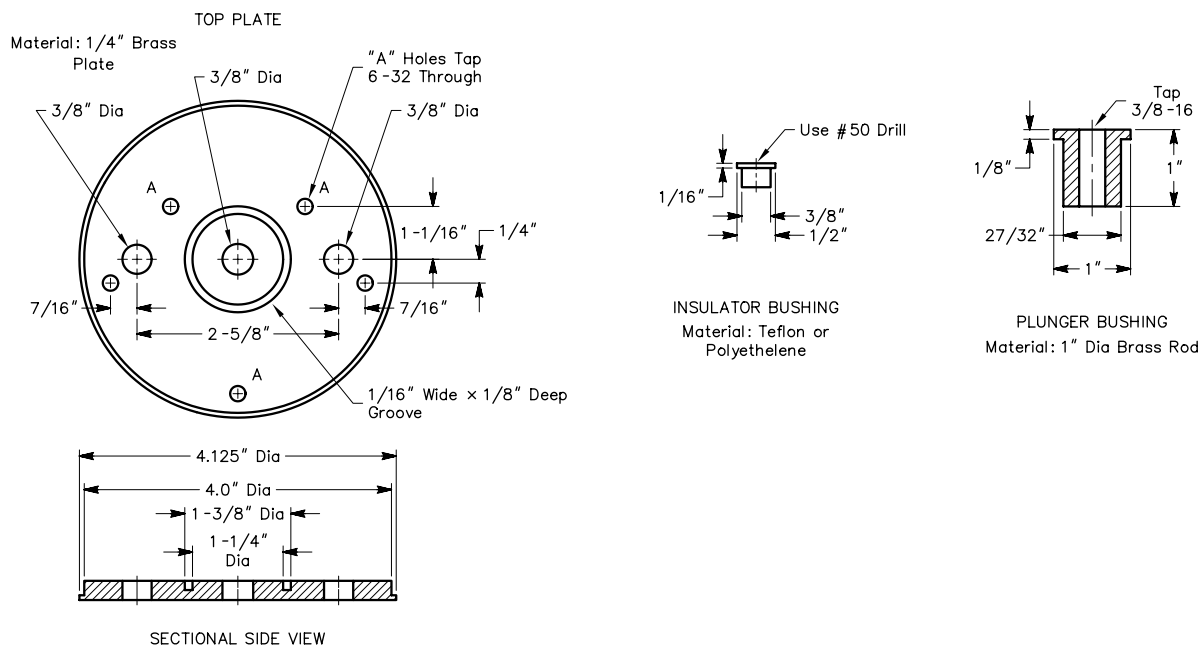 TOP PLATE
Material: 1/4" Brass
Plate
3/8" Dia
"A" Holes Tap
6-32 Through
3/8" Dia
3/8" Dia
A
A
1-1/16"
1/4"
7/16"
7/16"
2-5/8"
A
1/16" Wide × 1/8" Deep
Groove
4.125" Dia
4.0" Dia
1-3/8" Dia
1-1/4"
Dia
SECTIONAL SIDE VIEW
Use #50 Drill
1/16"
3/8"
1/2"
INSULATOR BUSHING
Material: Teflon or
Polyethelene
Tap
3/8-16
1/8"
1"
27/32"
1"
PLUNGER BUSHING
Material: 1" Dia Brass Rod